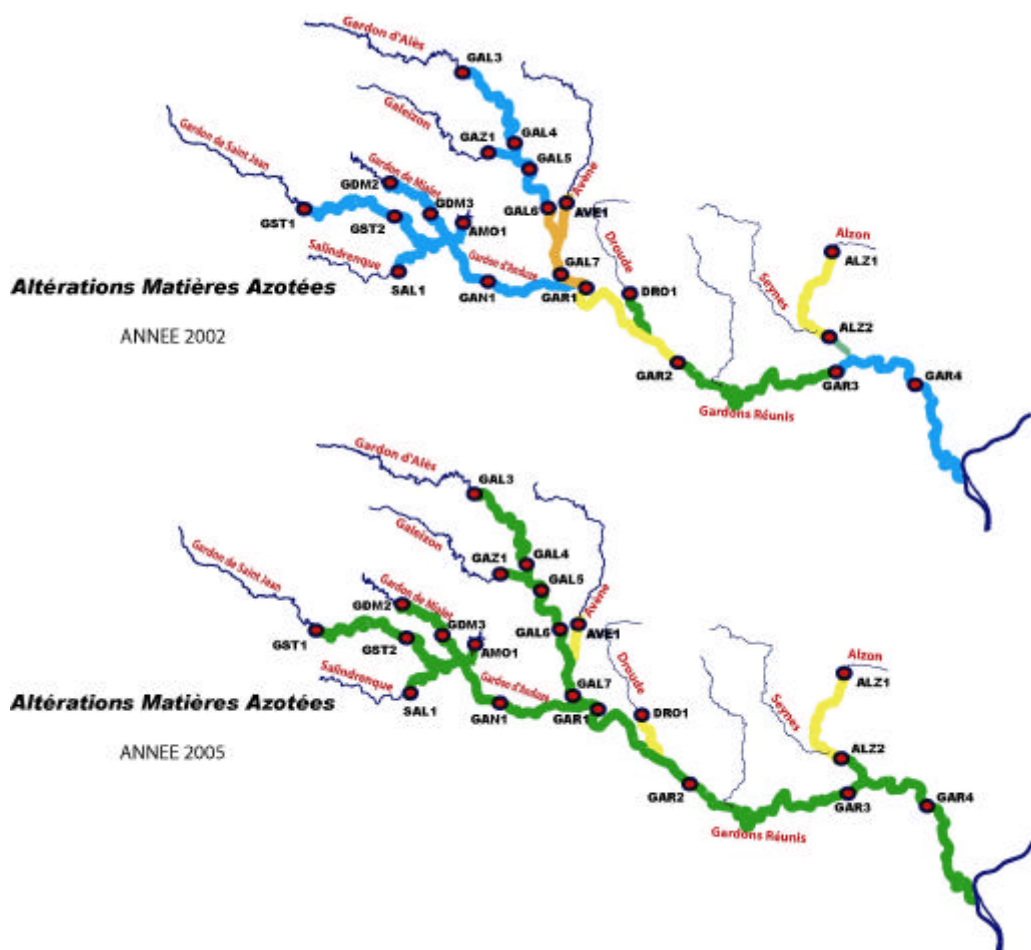 Gardon d'Alès
GAL3
Galeizon
GAZ1
GAL4
GAL5
Gardon de Saint Jean
Gardon de Mialet
GDM2
GDM3
GAL6
AVE1
Avène
GST1
GST2
AMO1
Droude
Alzon
ALZ1
Salindrenque
SAL1
Gardon d'Anduze
GAL7
GAN1
GAR1
DRO1
Seynes
Altérations Matières Azotées
ANNEE 2002
ALZ2
GAR2
GAR3
GAR4
Gardons Réunis
Gardon d'Alès
GAL3
Galeizon
GAZ1
GAL4
GAL5
Gardon de Saint Jean
Gardon de Mialet
GDM2
GDM3
GAL6
AVE1
Avène
GST1
GST2
AMO1
Droude
Alzon
ALZ1
Salindrenque
SAL1
Gardon d'Anduze
GAL7
GAN1
GAR1
DRO1
Seynes
Altérations Matières Azotées
ANNEE 2005
ALZ2
GAR2
GAR3
GAR4
Gardons Réunis